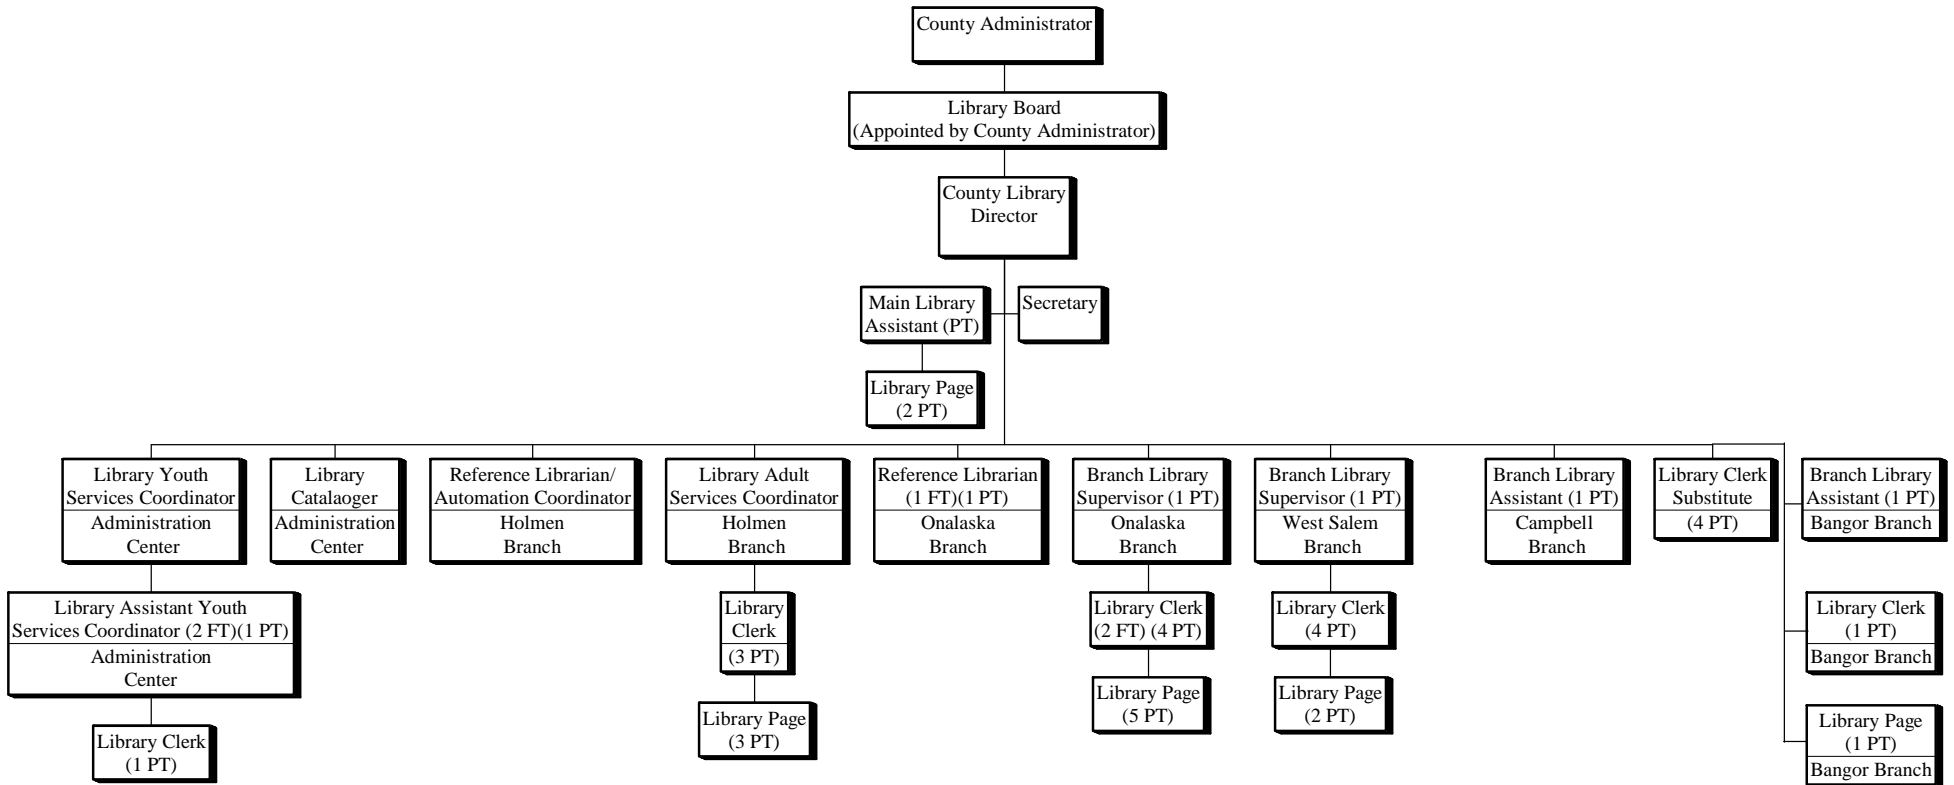 County Administrator
Library Board
(Appointed by County Administrator)
County Library
Director
Main Library
Assistant (PT)
Secretary
Library Page
(2 PT)
Library Youth
Services Coordinator
Administration
Center
Library
Catalaoger
Administration
Center
Reference Librarian/
Automation Coordinator
Holmen
Branch
Library Adult
Services Coordinator
Holmen
Branch
Reference Librarian
(1 FT)(1 PT)
Onalaska
Branch
Branch Library
Supervisor (1 PT)
Onalaska
Branch
Branch Library
Supervisor (1 PT)
West Salem
Branch
Branch Library
Assistant (1 PT)
Campbell
Branch
Library Clerk
Substitute
(4 PT)
Branch Library
Assistant (1 PT)
Bangor Branch
Library Assistant Youth
Services Coordinator (2 FT)(1 PT)
Administration
Center
Library
Clerk
(3 PT)
Library Clerk
(2 FT) (4 PT)
Library Clerk
(4 PT)
Library Clerk
(1 PT)
Bangor Branch
Library Clerk
(1 PT)
Library Page
(3 PT)
Library Page
(5 PT)
Library Page
(2 PT)
Library Page
(1 PT)
Bangor Branch